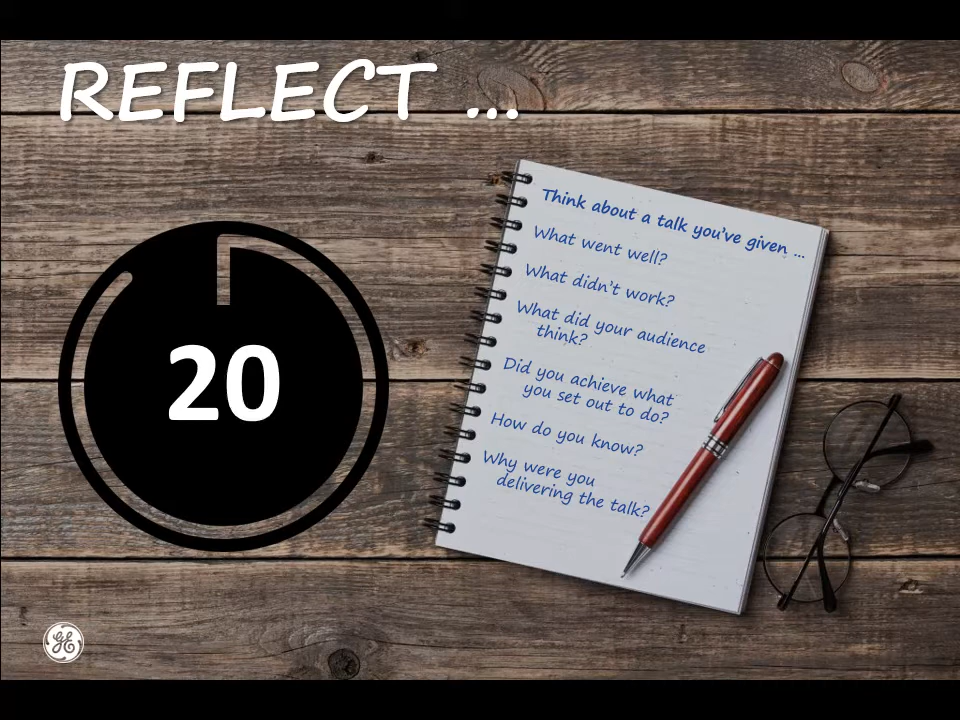 REFLECT ...
Think about a talk you've given ...
What went well?
What didn't work?
What did your audience
think?
Did you achieve what
you set out to do?
How do you know?
Why were you
delivering the talk?
20
GE